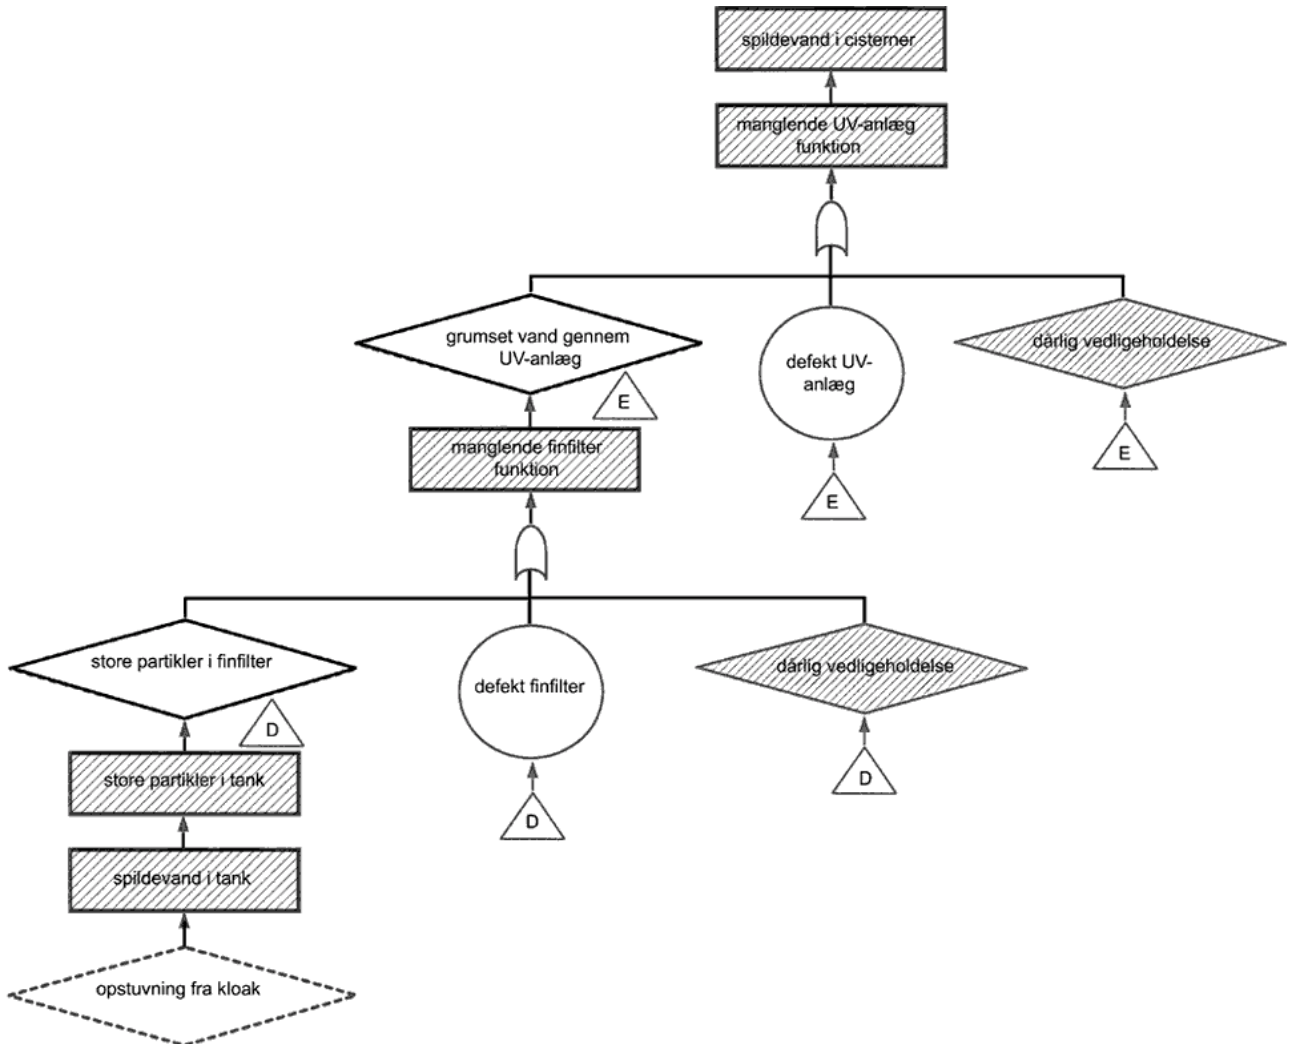 spildevand i cisterner
manglende UV-anlæg
funktion
grumset vand gennem
UV-anlæg
E
defekt UV-
anlæg
E
dårlig vedligeholdelse
E
manglende finfilter
funktion
store partikler i finfilter
D
defekt finfilter
D
dårlig vedligeholdelse
D
store partikler i tank
spildevand i tank
opstuvning fra kloak